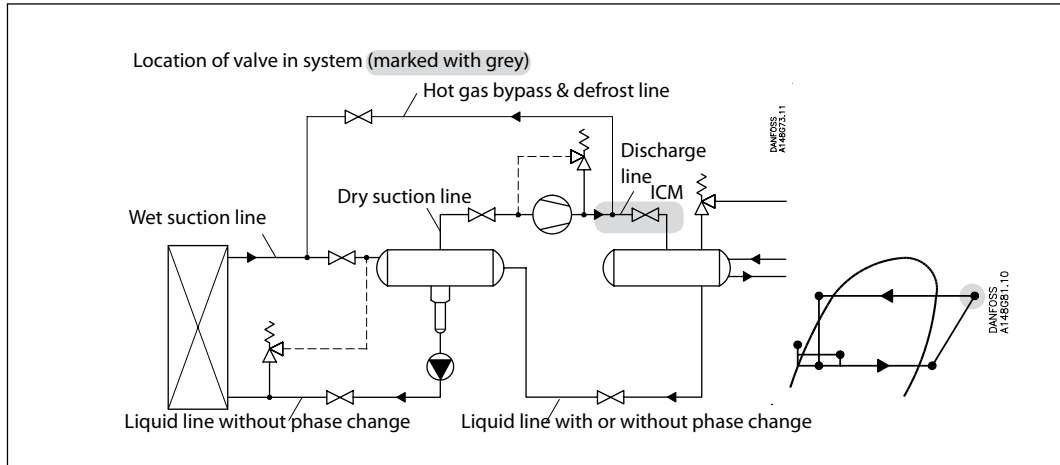 Location of valve in system (marked with grey)
Hot gas bypass & defrost line
DANFOSS
A148G73.11
Discharge
line
ICM
Dry suction line
Wet suction line
DANFOSS
A148G81.10
Liquid line without phase change
Liquid line with or without phase change